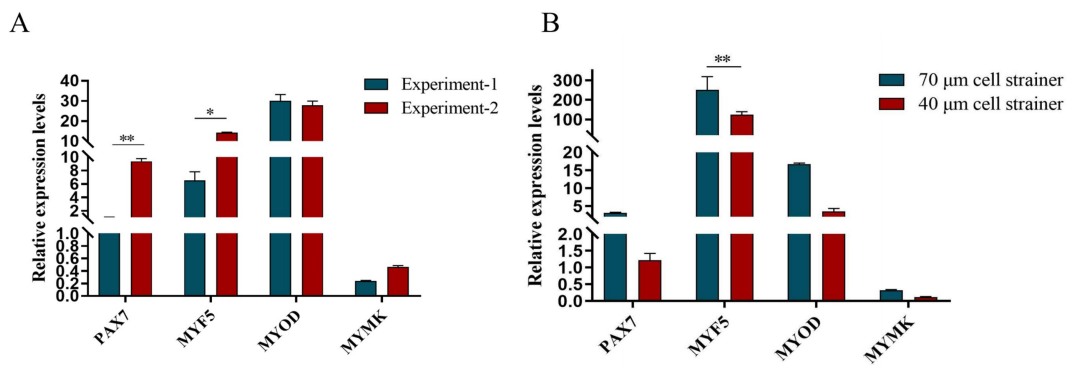 A
Relative expression levels
40
30
20
10
10
8
6
4
2
1.0
0.8
0.6
0.4
0.2
0.0
**
*
Experiment-1
Experiment-2
PAX7
MYF5
MYOD
MYMK
B
Relative expression levels
300
200
100
20
15
10
5
2.0
1.5
1.0
0.5
0.0
**
70 μm cell strainer
40 μm cell strainer
PAX7
MYF5
MYOD
MYMK